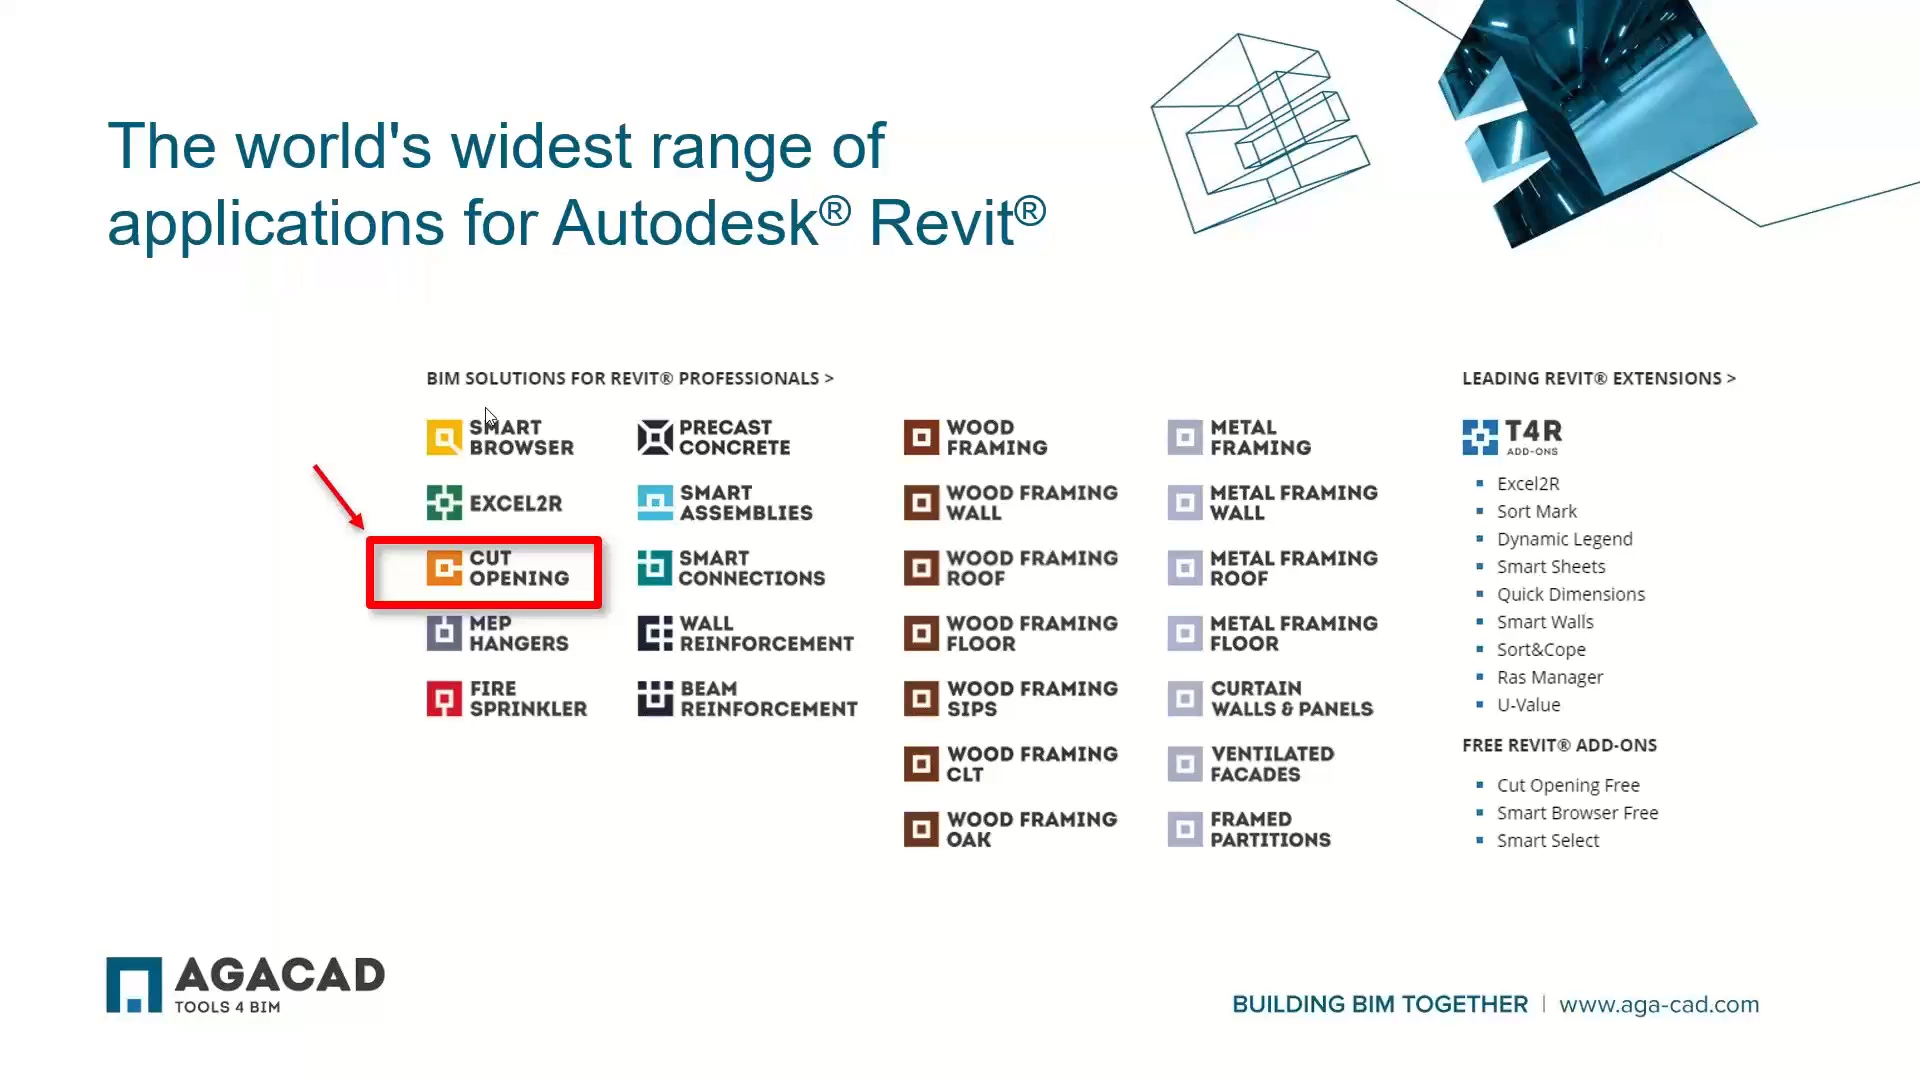 The world's widest range of
applications for Autodesk® Revit®
BIM SOLUTIONS FOR REVIT® PROFESSIONALS >
SMART
BROWSER
EXCEL2R
CUT
OPENING
MEP
HANGERS
FIRE
SPRINKLER
PRECAST
CONCRETE
SMART
ASSEMBLIES
SMART
CONNECTIONS
WALL
REINFORCEMENT
BEAM
REINFORCEMENT
WOOD
FRAMING
WOOD FRAMING
WALL
WOOD FRAMING
ROOF
WOOD FRAMING
FLOOR
WOOD FRAMING
SIPS
WOOD FRAMING
CLT
WOOD FRAMING
OAK
METAL
FRAMING
METAL FRAMING
WALL
METAL FRAMING
ROOF
METAL FRAMING
FLOOR
CURTAIN
WALLS & PANELS
VENTILATED
FACADES
FRAMED
PARTITIONS
LEADING REVIT® EXTENSIONS >
T4R
ADD-ONS
Excel2R
Sort Mark
Dynamic Legend
Smart Sheets
Quick Dimensions
Smart Walls
Sort&Cope
Ras Manager
U-Value
FREE REVIT® ADD-ONS
Cut Opening Free
Smart Browser Free
Smart Select
AGACAD
TOOLS 4 BIM
BUILDING BIM TOGETHER | www.aga-cad.com